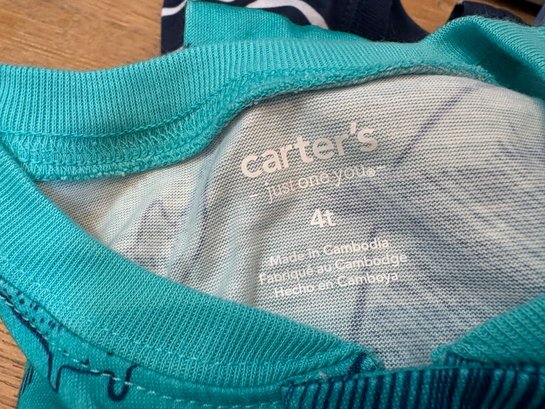 carter's
just one you®
4t
Made in Cambodia
Fabriqué au Cambodge
Hecho en Camboya